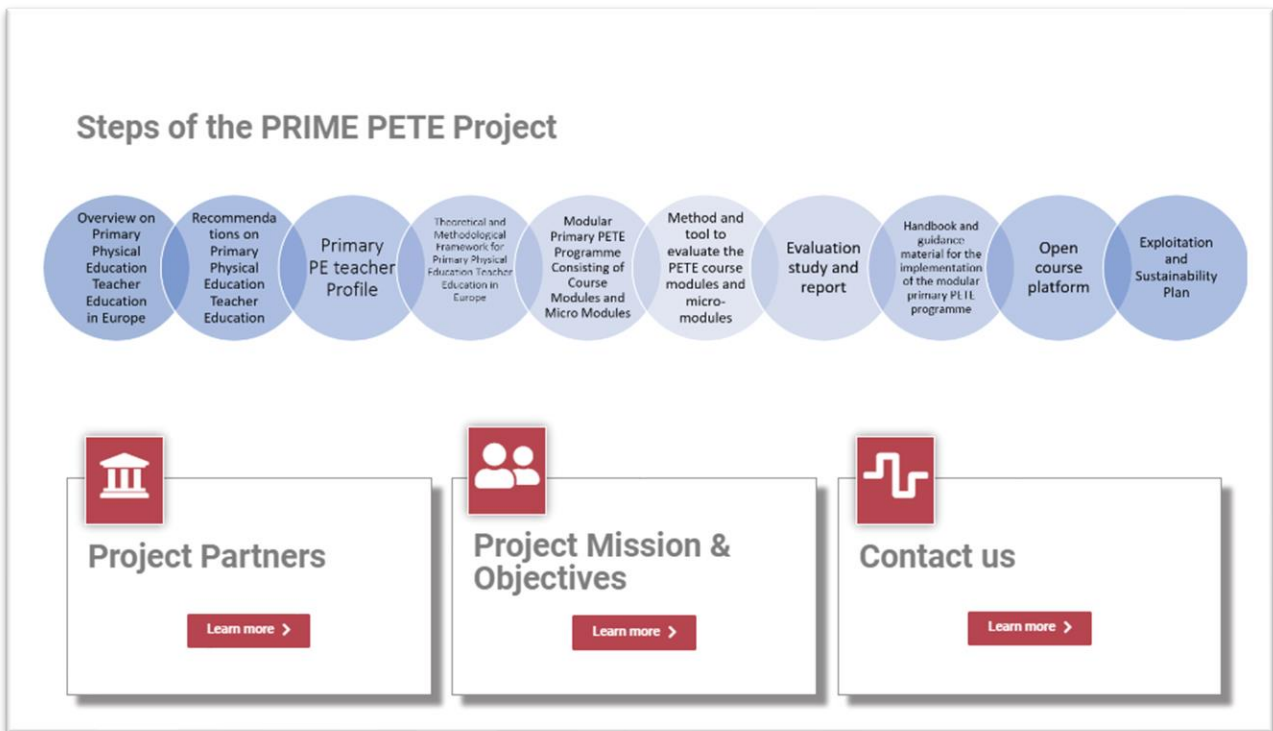 Steps of the PRIME PETE Project
Overview on
Primary
Physical
Education
Teacher
Education
in Europe
Recommenda
tions on
Primary
Physical
Education
Teacher
Education
Primary
PE teacher
Profile
Theoretical and
Methodological
Framework for
Primary Physical
Education Teacher
Education in
Europe
Modular
Primary PETE
Programme
Consisting of
Course
Modules and
Micro Modules
Method and
tool to
evaluate the
PETE course
modules and
micro-
modules
Evaluation
study and
report
Handbook and
guidance
material for the
implementation
of the modular
primary PETE
programme
Open
course
platform
Exploitation
and
Sustainability
Plan
Project Partners
Learn more
Project Mission &
Objectives
Learn more
Contact us
Learn more